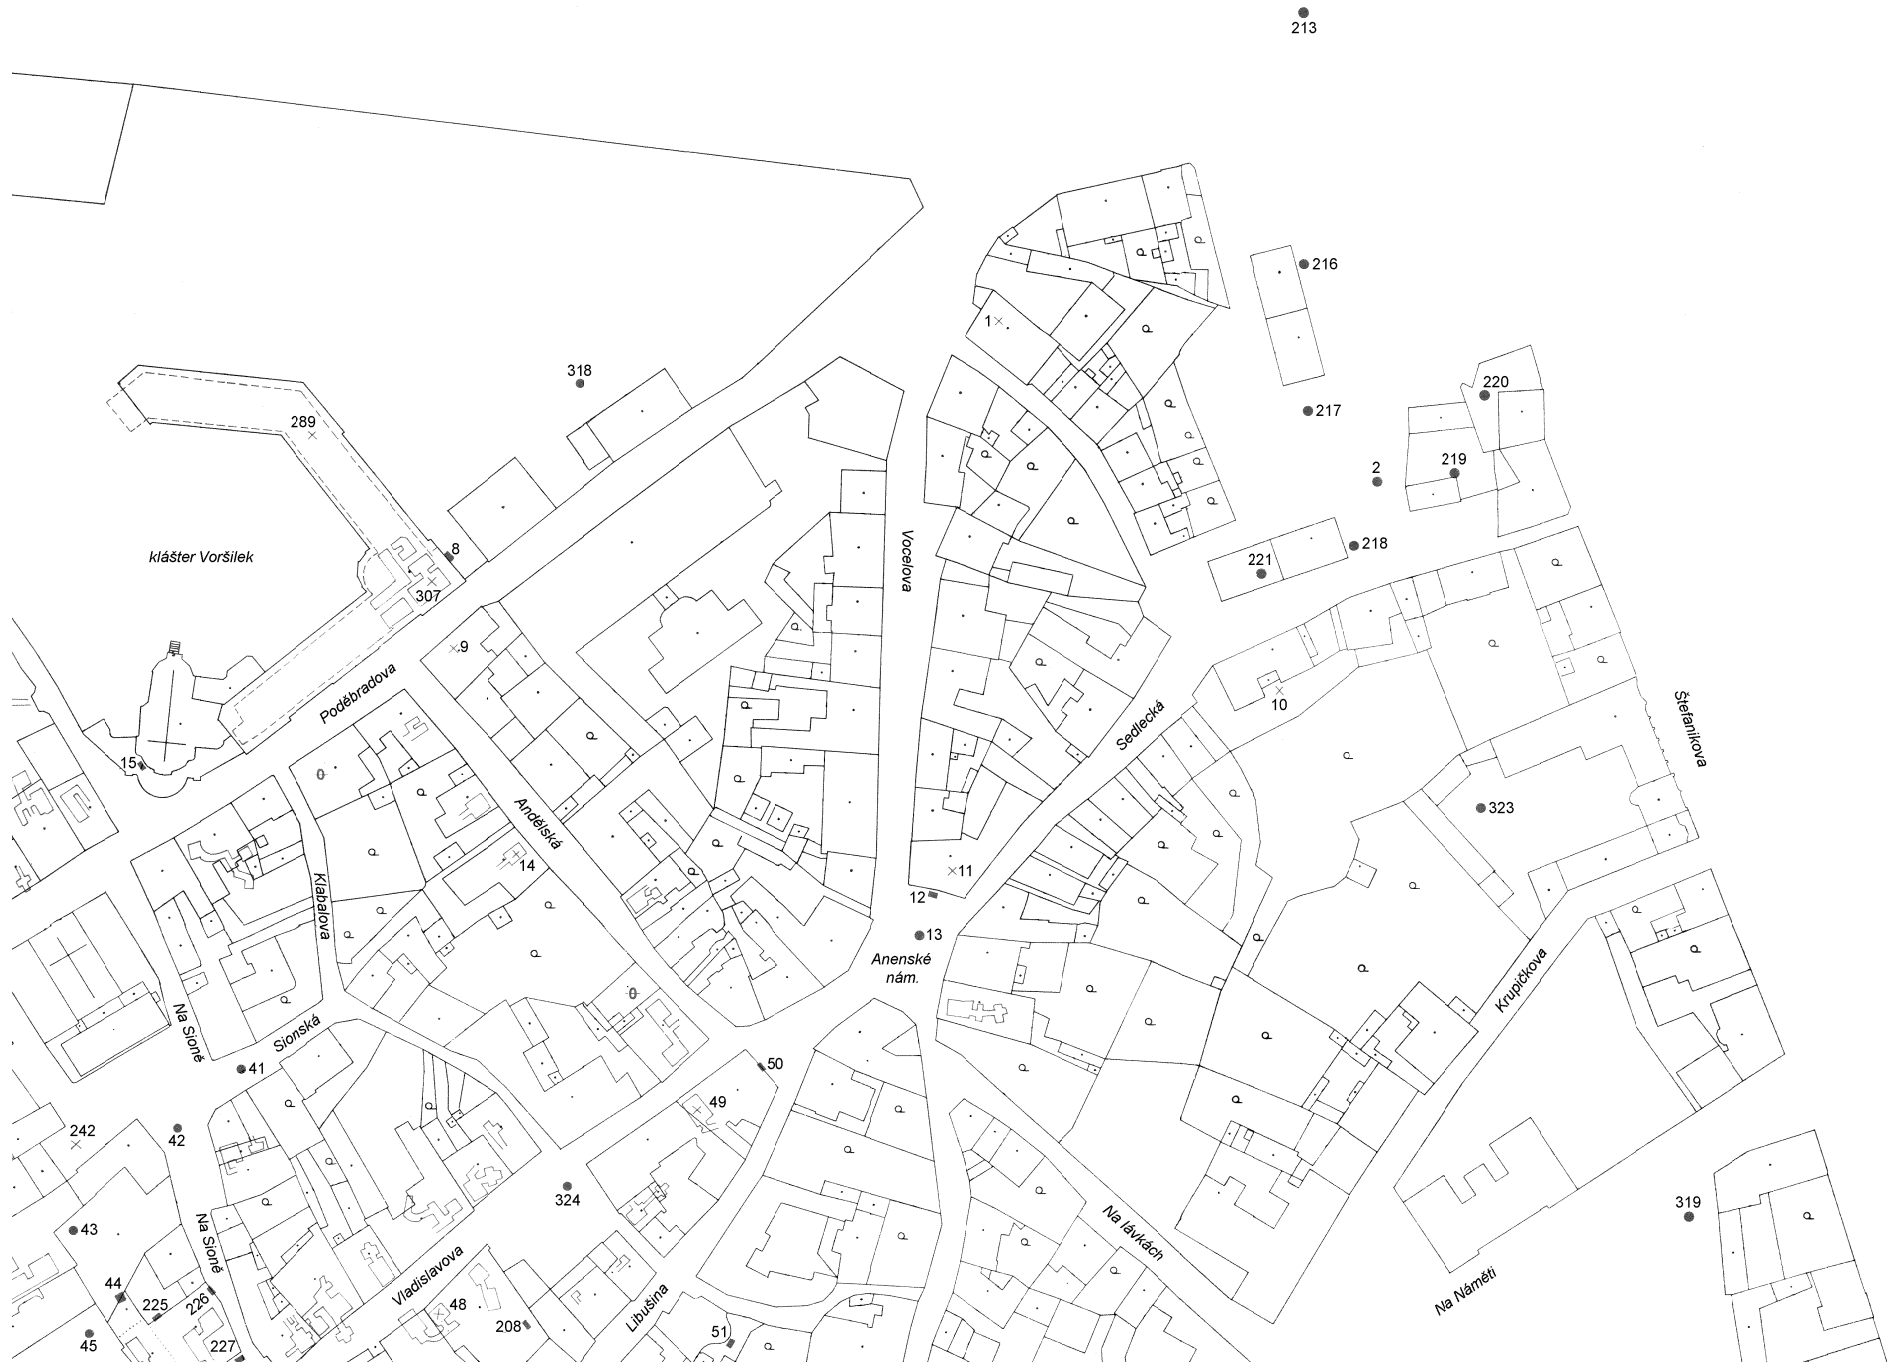 213
216
1
318
217
220
289
2
219
8
218
klášter Voršilek
Vocelova
221
307
9
Poděbradova
10
Sedlecká
Štefanikova
15
323
Andělská
14
11
Klabalova
12
13
Anenské
nám.
Krupičkova
Na Sioně
Sionská
41
50
49
42
242
324
319
43
Na Sioně
Na lávkách
Vladislavova
44
225
226
48
208
Libušina
Na Náměti
45
227
51